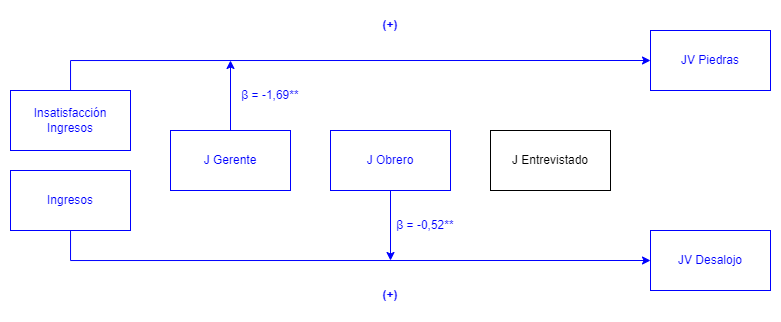 (+)
JV Piedras
β = -1,69**
Insatisfacción
Ingresos
J Gerente
J Obrero
J Entrevistado
Ingresos
β = -0,52**
JV Desalojo
(+)